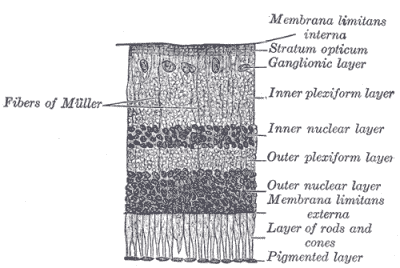 Membrana limitans
interna
Stratum opticum
Ganglionic layer
Inner plexiform layer
Fibers of Müller
Inner nuclear layer
Outer plexiform layer
Outer nuclear layer
Membrana limitans
externa
Layer of rods and
cones
Pigmented layer